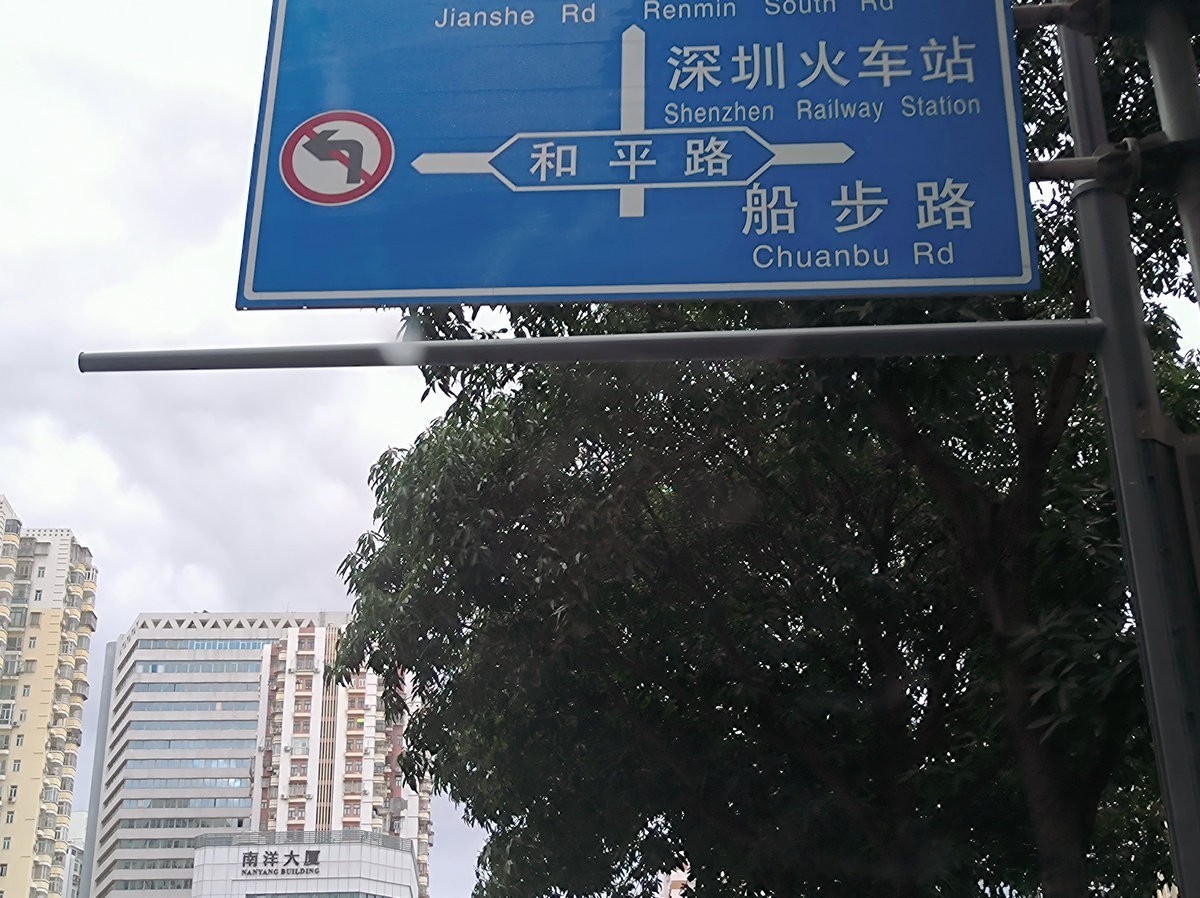 Jianshe Rd
Renmin South Rd
深圳火车站
Shenzhen Railway Station
和平路
船步路
Chuanbu Rd
南洋大厦
NANYANG BUILDING